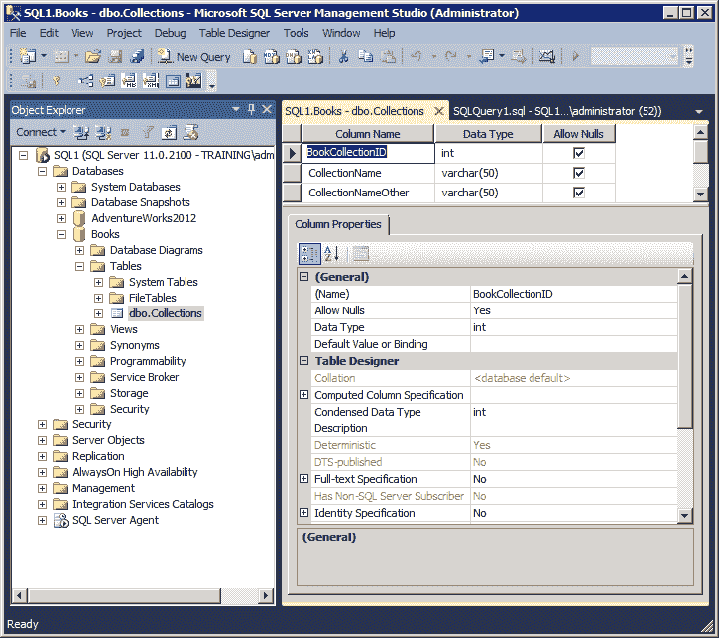 SQL1.Books - dbo.Collections - Microsoft SQL Server Management Studio (Administrator)
File Edit View Project Debug Table Designer Tools Window Help
New Query
Object Explorer
Connect
SQL1 (SQL Server 11.0.2100 - TRAINING\adm
Databases
System Databases
Database Snapshots
AdventureWorks2012
Books
Database Diagrams
Tables
System Tables
FileTables
dbo.Collections
Views
Synonyms
Programmability
Service Broker
Storage
Security
Security
Server Objects
Replication
AlwaysOn High Availability
Management
Integration Services Catalogs
SQL Server Agent
SQL1.Books - dbo.Collections SQLQuery1.sql - SQL1...\administrator (52))
Column Name Data Type Allow Nulls
BookCollectionID int
CollectionName varchar(50)
CollectionNameOther varchar(50)
Column Properties
(General)
(Name) BookCollectionID
Allow Nulls Yes
Data Type int
Default Value or Binding
Table Designer
Collation <database default>
Computed Column Specification
Condensed Data Type int
Description
Deterministic Yes
DTS-published No
Full-text Specification No
Has Non-SQL Server Subscriber No
Identity Specification No
(General)
Ready